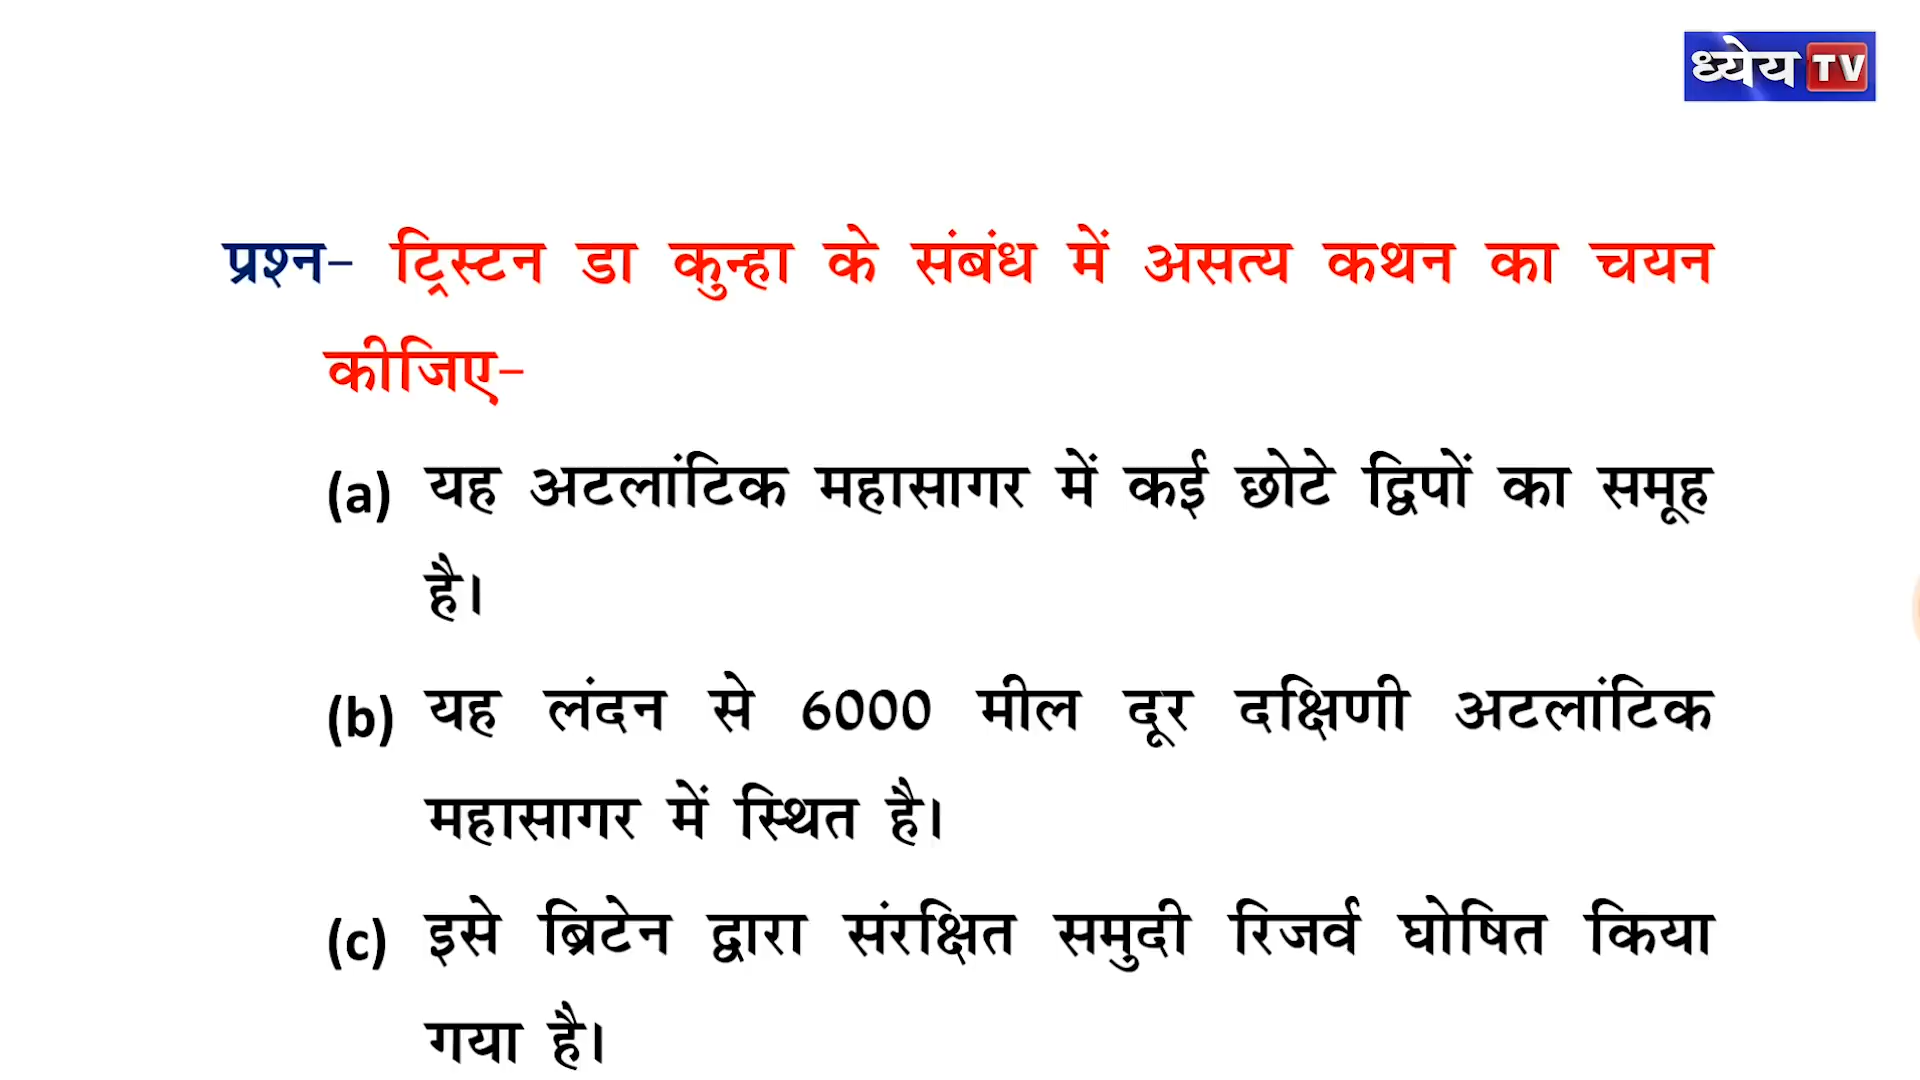 ध्येय TV
प्रश्न- ट्रिस्टन डा कुन्हा के संबंध में असत्य कथन का चयन
कीजिए-
(a) यह अटलांटिक महासागर में कई छोटे द्विपों का समूह
है।
(b) यह लंदन से 6000 मील दूर दक्षिणी अटलांटिक
महासागर में स्थित है।
(c) इसे ब्रिटेन द्वारा संरक्षित समुदी रिजर्व घोषित किया
गया है।